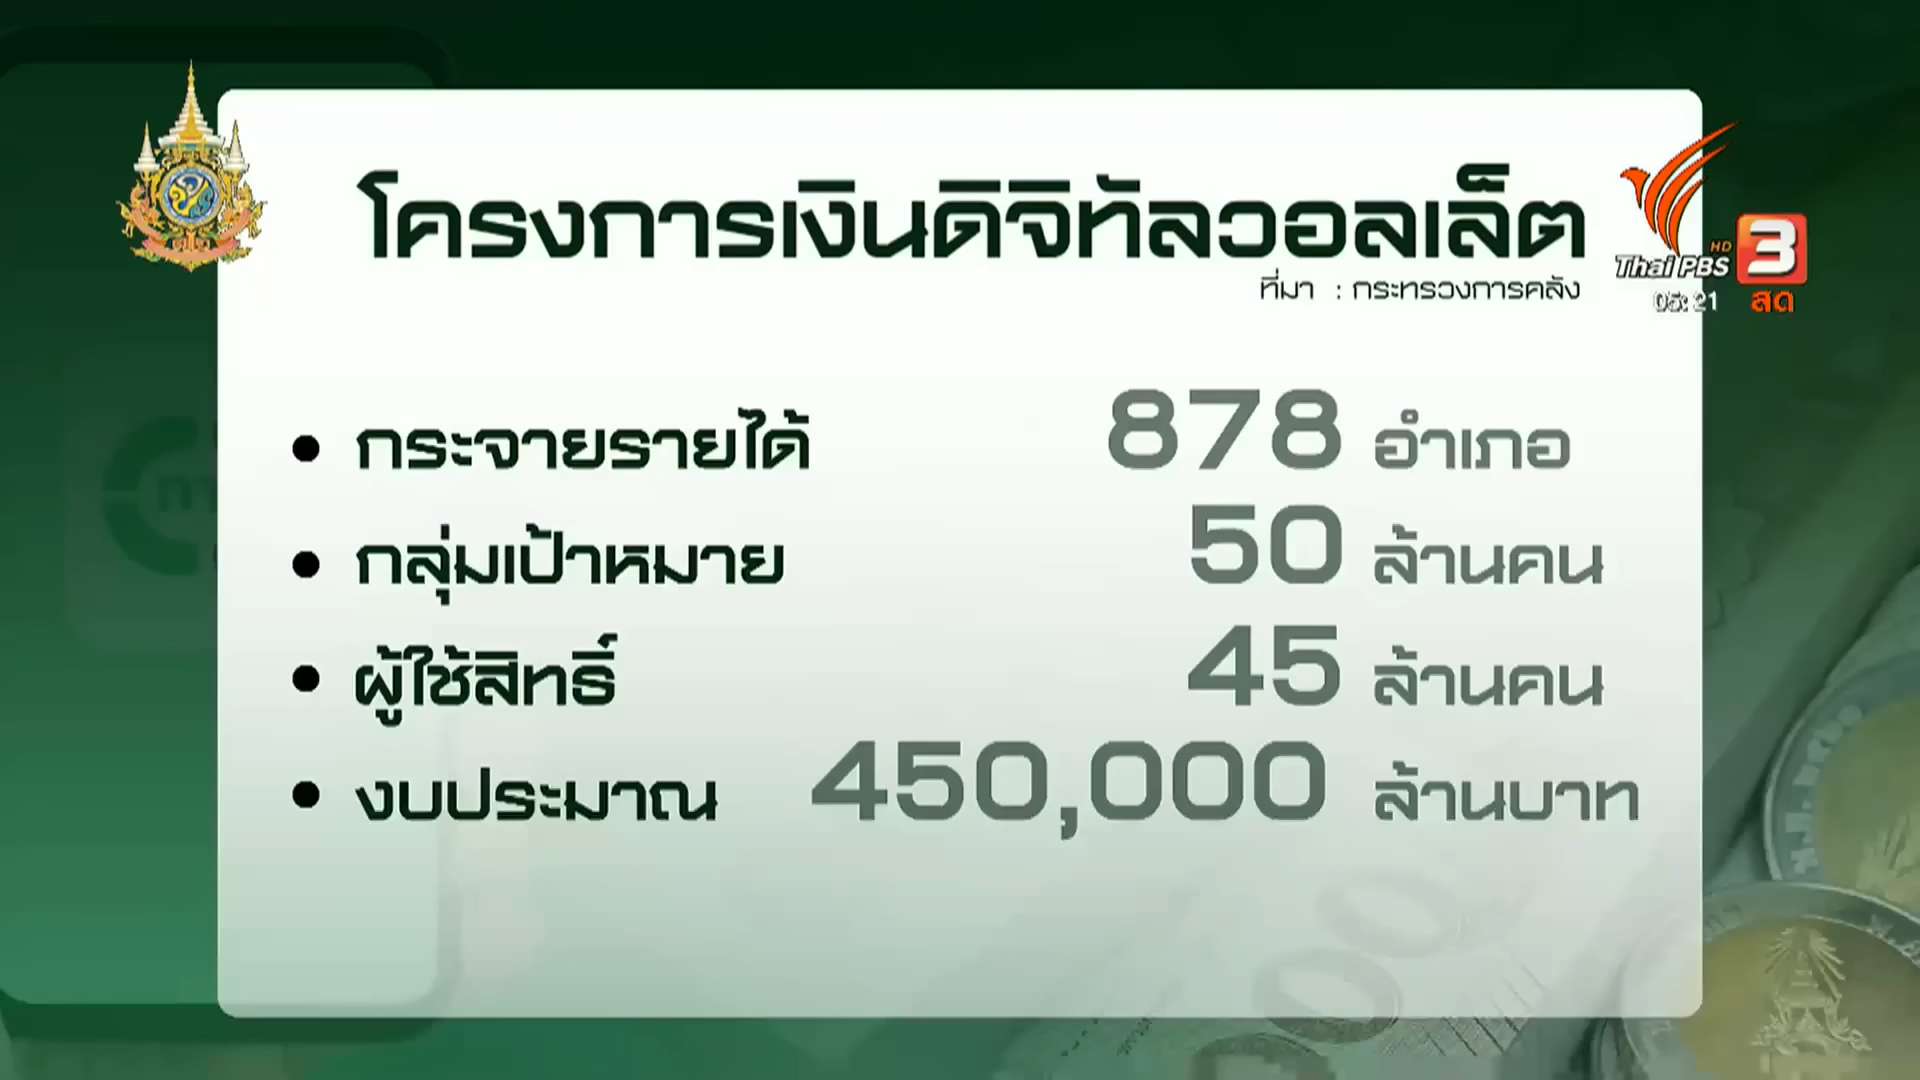 โครงการเงินดิจิทัลวอลเล็ต
ที่มา : กระทรวงการคลัง
HD
Thai PBS 3
05:21 สด
• กระจายรายได้ 878 อำเภอ
• กลุ่มเป้าหมาย 50 ล้านคน
• ผู้ใช้สิทธิ์ 45 ล้านคน
• งบประมาณ 450,000 ล้านบาท